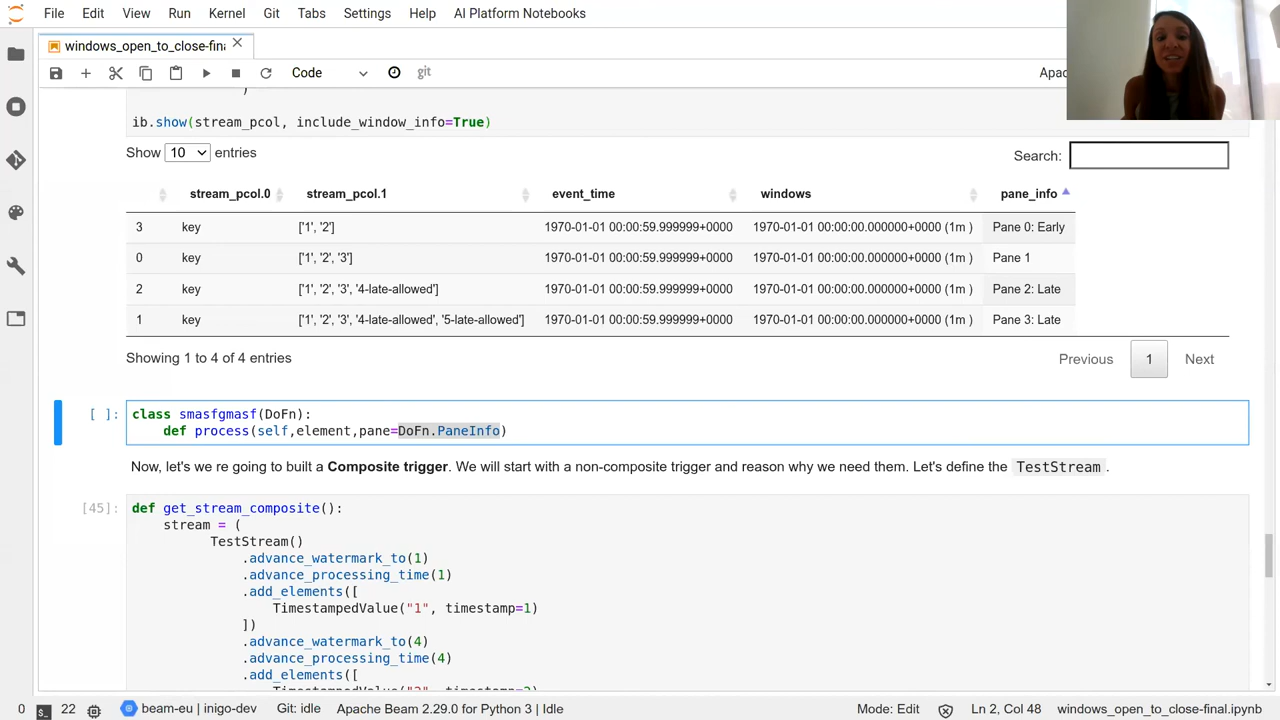 File Edit View Run Kernel Git Tabs Settings Help AI Platform Notebooks
windows_open_to_close-fina
Code git Apac
)
ib.show(stream_pcol, include_window_info=True)
Show 10 entries Search:
stream_pcol.0 stream_pcol.1 event_time windows pane_info
3 key ['1', '2'] 1970-01-01 00:00:59.999999+0000 1970-01-01 00:00:00.000000+0000 (1m ) Pane 0: Early
0 key ['1', '2', '3'] 1970-01-01 00:00:59.999999+0000 1970-01-01 00:00:00.000000+0000 (1m ) Pane 1
2 key ['1', '2', '3', '4-late-allowed'] 1970-01-01 00:00:59.999999+0000 1970-01-01 00:00:00.000000+0000 (1m ) Pane 2: Late
1 key ['1', '2', '3', '4-late-allowed', '5-late-allowed'] 1970-01-01 00:00:59.999999+0000 1970-01-01 00:00:00.000000+0000 (1m ) Pane 3: Late
Showing 1 to 4 of 4 entries Previous 1 Next
[ ]: class smasfgmasf(DoFn):
def process(self,element,pane=DoFn.PaneInfo)
Now, let's we re going to built a Composite trigger. We will start with a non-composite trigger and reason why we need them. Let's define the TestStream .
[45]: def get_stream_composite():
stream = (
TestStream()
.advance_watermark_to(1)
.advance_processing_time(1)
.add_elements([
TimestampedValue("1", timestamp=1)
])
.advance_watermark_to(4)
.advance_processing_time(4)
.add_elements([
TimestampedValue("2", timestamp=2)
0 22 beam-eu | inigo-dev Git: idle Apache Beam 2.29.0 for Python 3 | Idle Mode: Edit Ln 2, Col 48 windows_open_to_close-final.ipynb